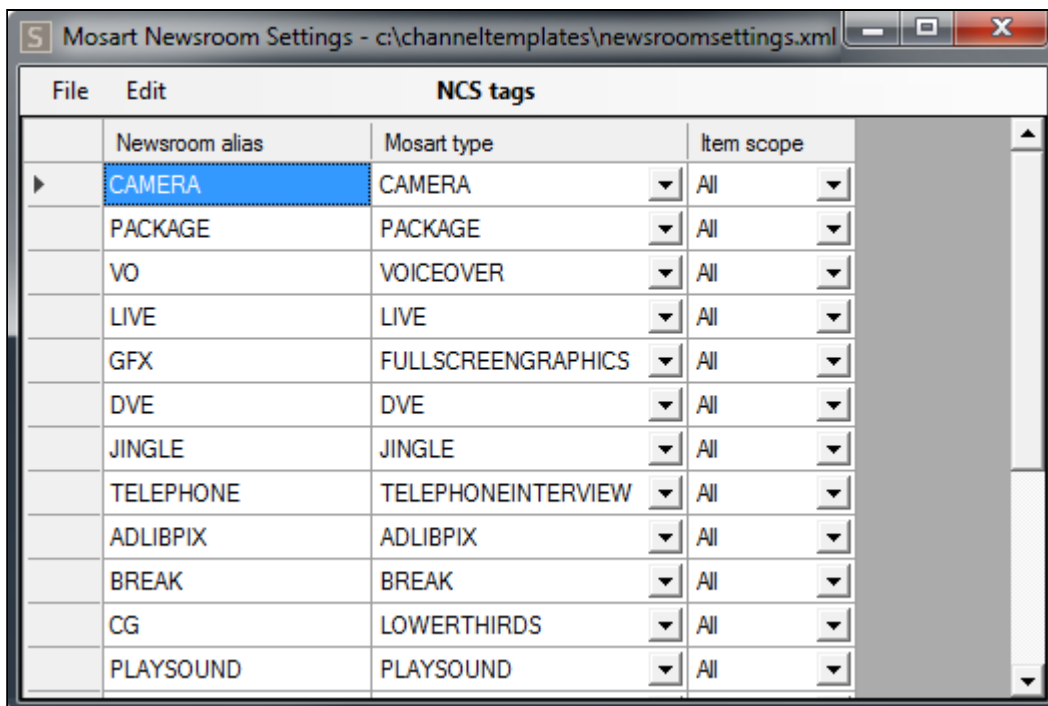 S Mosart Newsroom Settings - c:\channeltemplates\newsroomsettings.xml
File Edit NCS tags
Newsroom alias Mosart type Item scope
CAMERA CAMERA All
PACKAGE PACKAGE All
VO VOICEOVER All
LIVE LIVE All
GFX FULLSCREENGRAPHICS All
DVE DVE All
JINGLE JINGLE All
TELEPHONE TELEPHONEINTERVIEW All
ADLIBPIX ADLIBPIX All
BREAK BREAK All
CG LOWERTHIRDS All
PLAYSOUND PLAYSOUND All